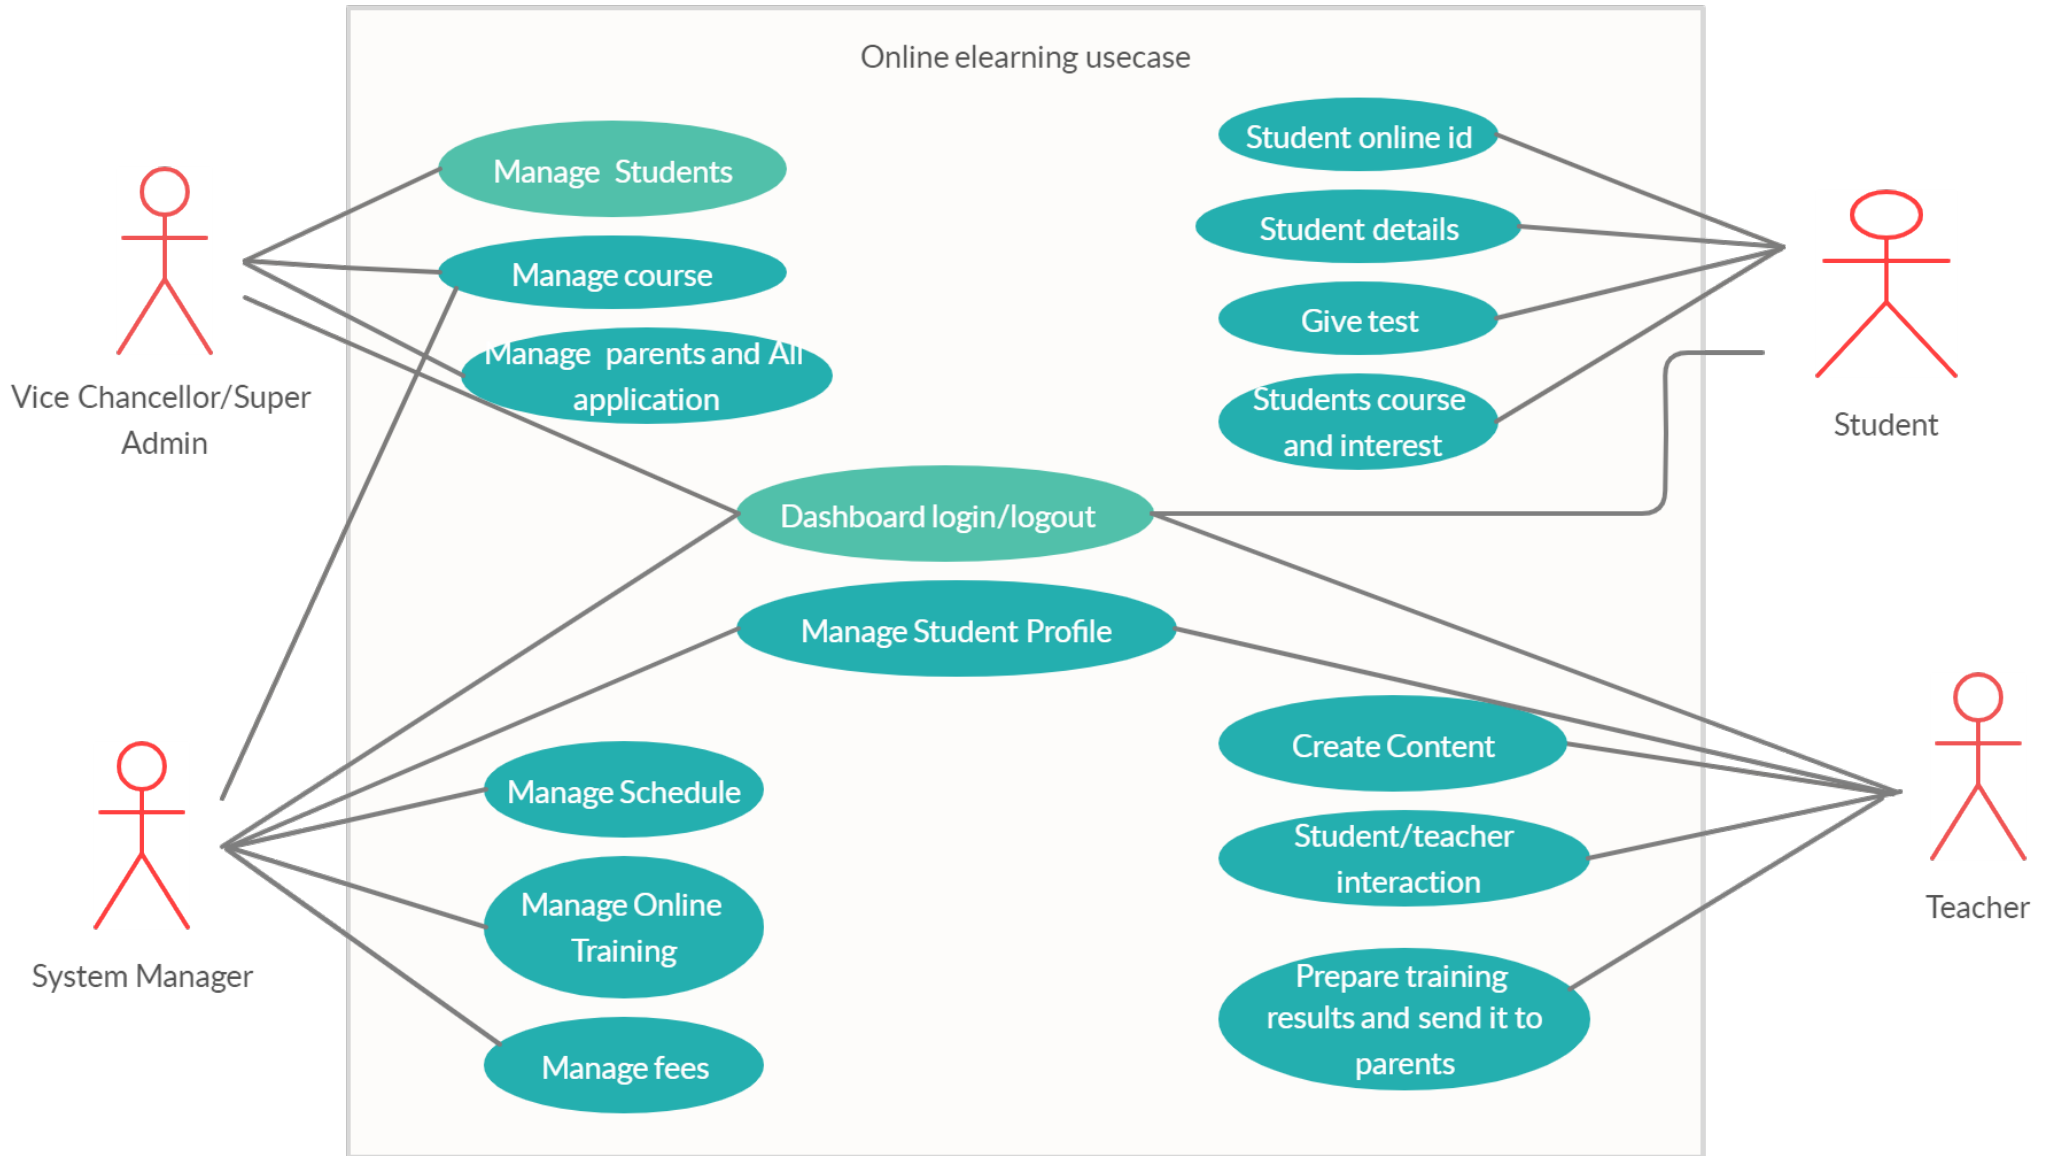 Online elearning usecase
Manage Students
Manage course
Manage parents and All
application
Student online id
Student details
Give test
Students course
and interest
Vice Chancellor/Super
Admin
Student
Dashboard login/logout
Manage Student Profile
Manage Schedule
Manage Online
Training
Manage fees
Create Content
Student/teacher
interaction
Prepare training
results and send it to
parents
System Manager
Teacher